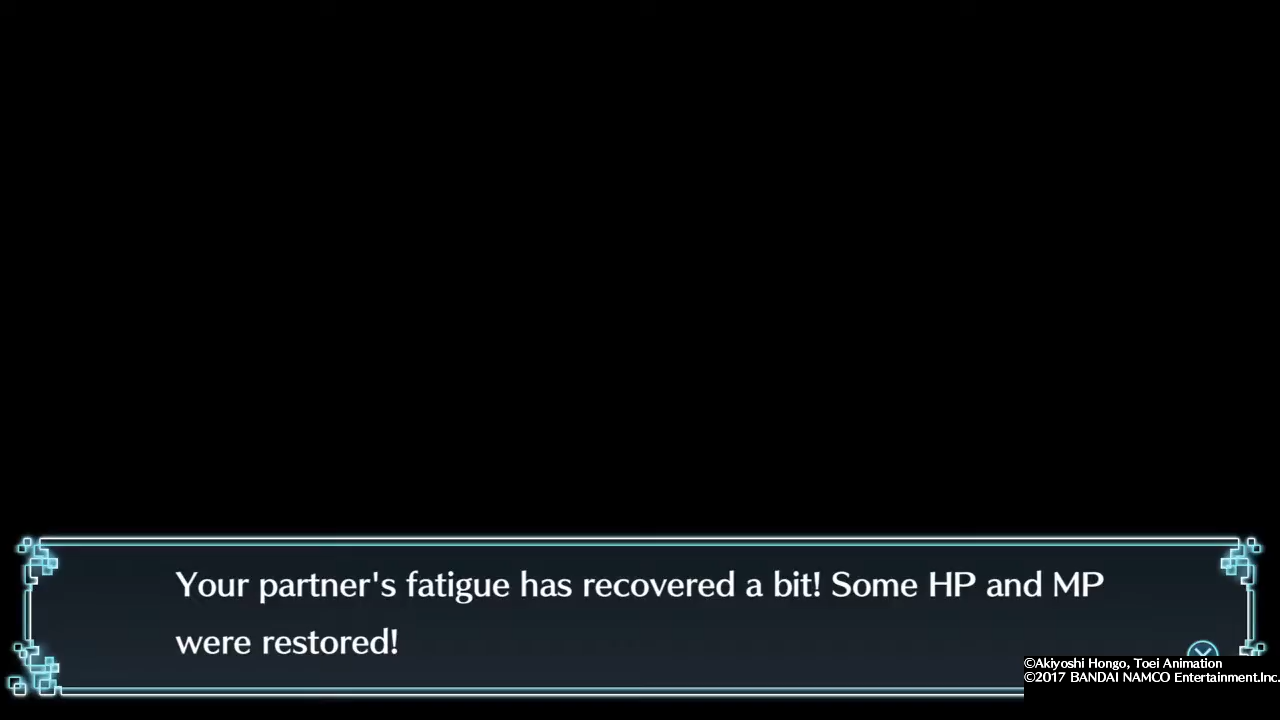 Your partner's fatigue has recovered a bit! Some HP and MP
were restored!
©Akiyoshi Hongo, Toei Animation
©2017 BANDAI NAMCO Entertainment.Inc.